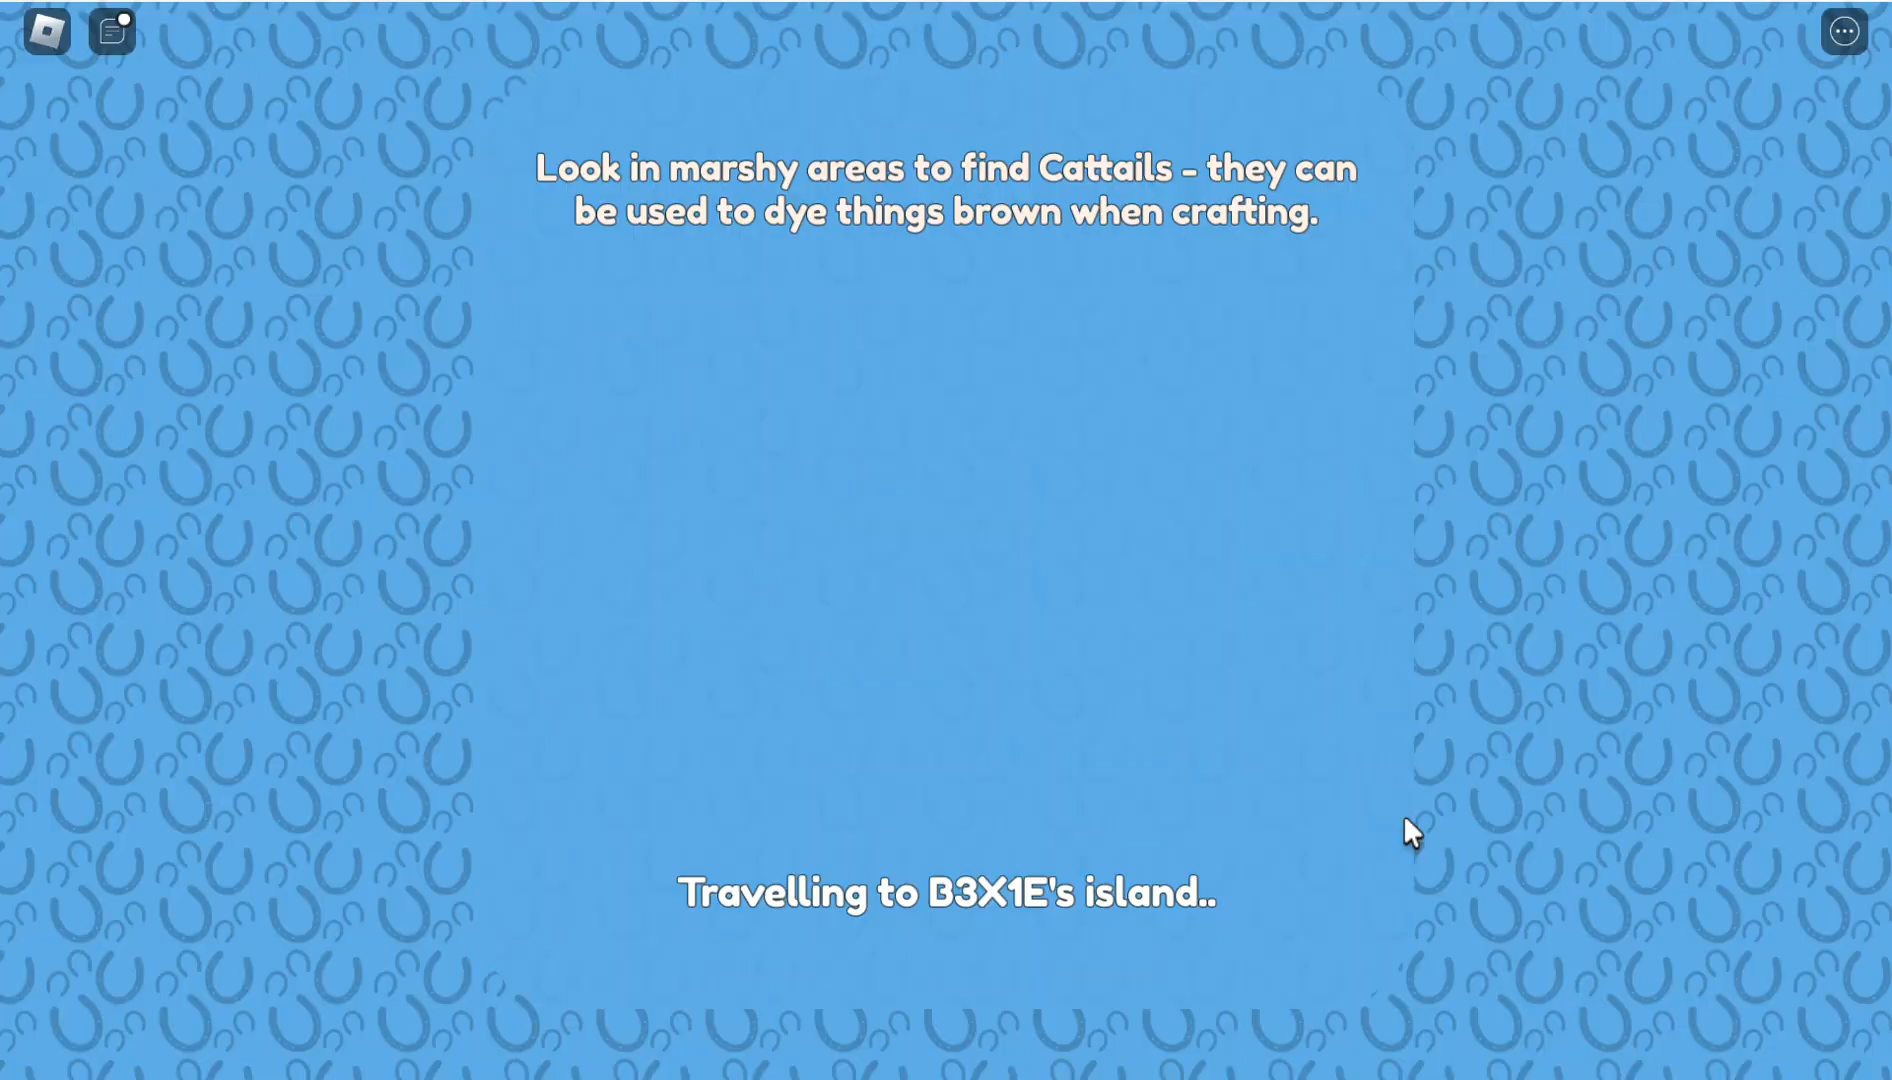 Look in marshy areas to find Cattails - they can
be used to dye things brown when crafting.
Travelling to B3X1E's island..